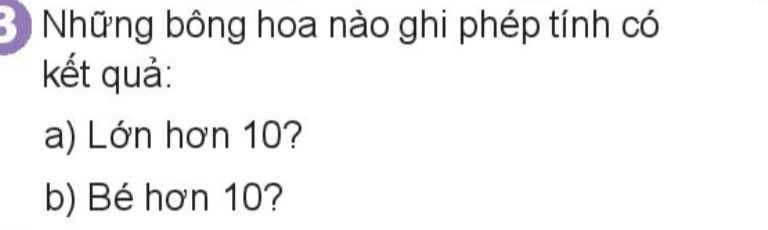 3 Những bông hoa nào ghi phép tính có
kết quả:
a) Lớn hơn 10?
b) Bé hơn 10?